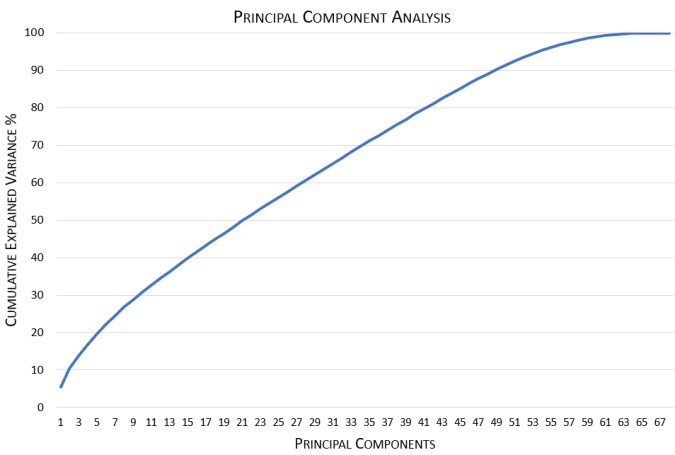 Principal Component Analysis
100
90
80
70
60
50
40
30
20
10
0
Cumulative Explained Variance %
1 3 5 7 9 11 13 15 17 19 21 23 25 27 29 31 33 35 37 39 41 43 45 47 49 51 53 55 57 59 61 63 65 67
Principal Components